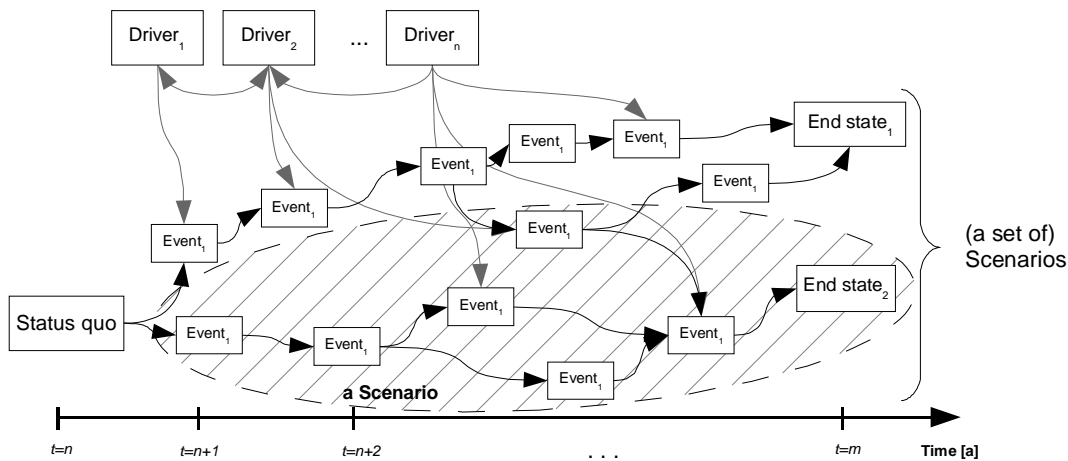 Driver₁
Driver₂
...
Driverₙ
End state₁
Event₁
Event₁
Event₁
Event₁
Event₁
Event₁
Event₁
(a set of)
Scenarios
End state₂
Event₁
Status quo
Event₁
Event₁
Event₁
Event₁
a Scenario
t=n
t=n+1
t=n+2
. . .
t=m
Time [a]